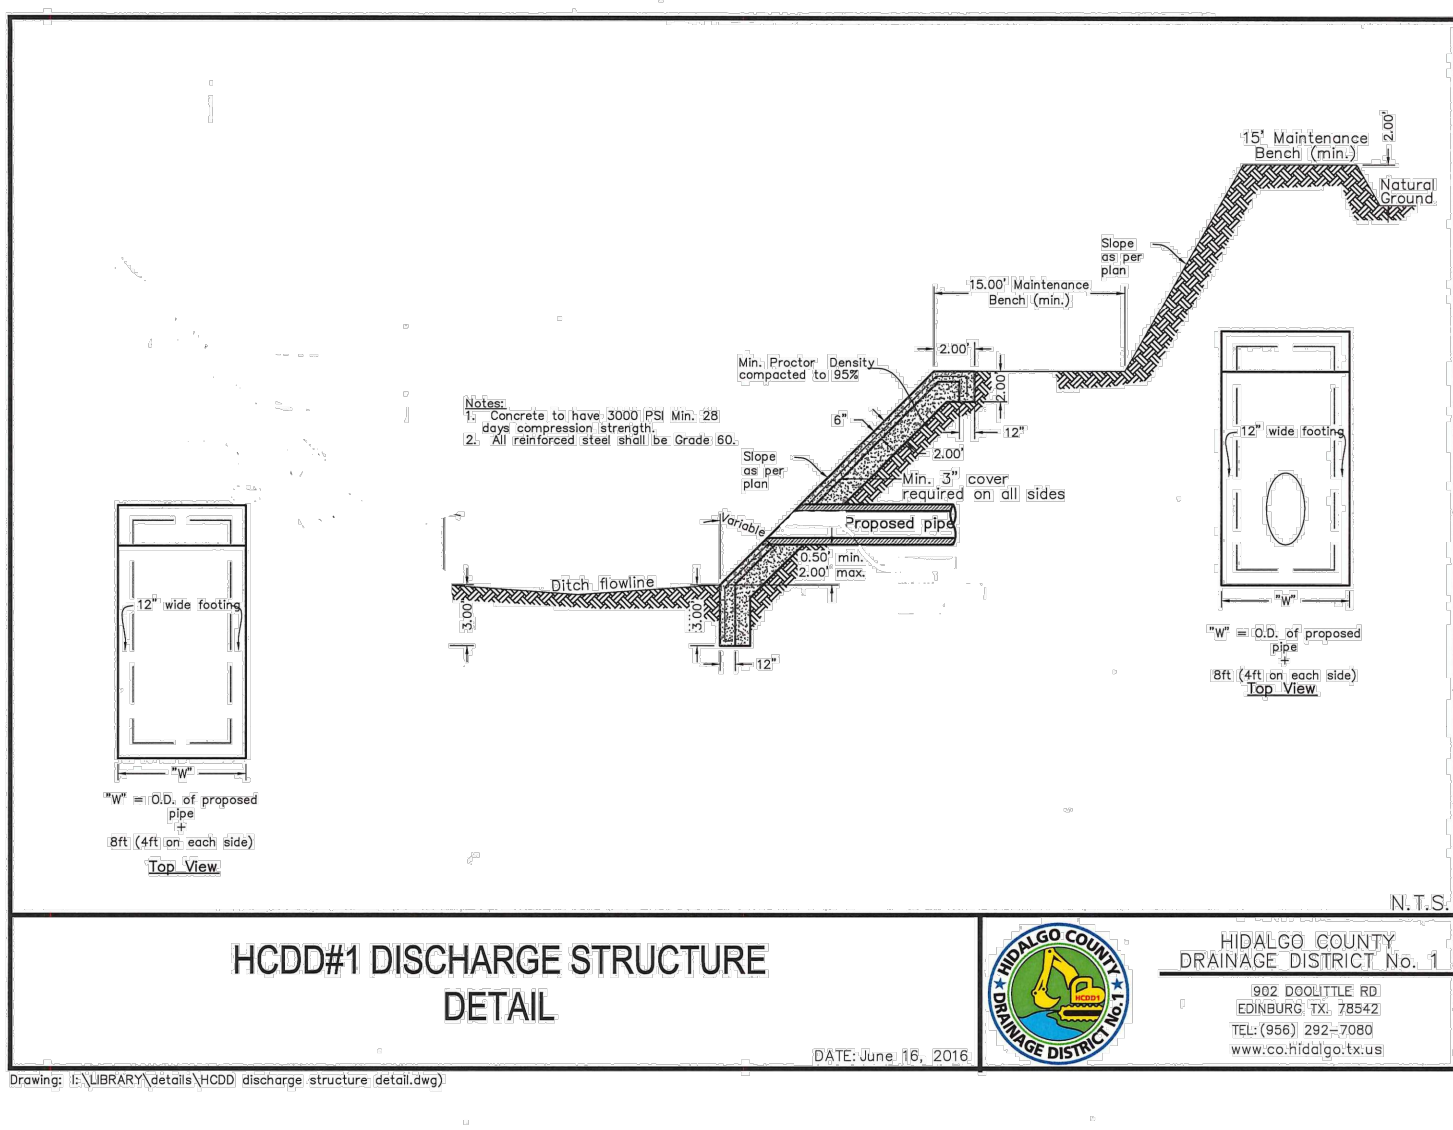 2.00'
15' Maintenance
Bench (min.)
Natural
Ground
Slope
as per
plan
15.00' Maintenance
Bench (min.)
2.00'
Min. Proctor Density
compacted to 95%
2.00'
Notes:
1. Concrete to have 3000 PSI Min. 28
days compression strength.
2. All reinforced steel shall be Grade 60.
6"
12"
2.00'
Slope
as per
plan
Min. 3" cover
required on all sides
Variable
Proposed pipe
0.50' min.
2.00' max.
Ditch flowline
3.00'
3.00'
12"
12" wide footing
"W"
"W" = O.D. of proposed
pipe
+
8ft (4ft on each side)
Top View
12" wide footing
"W"
"W" = O.D. of proposed
pipe
+
8ft (4ft on each side)
Top View
N.T.S.
HCDD#1 DISCHARGE STRUCTURE
DETAIL
DATE: June 16, 2016
HIDALGO COUNTY
HCDD1
DRAINAGE DISTRICT No. 1
HIDALGO COUNTY
DRAINAGE DISTRICT No. 1
902 DOOLITTLE RD
EDINBURG TX. 78542
TEL: (956) 292-7080
www.co.hidalgo.tx.us
Drawing: I:\LIBRARY\details\HCDD discharge structure detail.dwg)